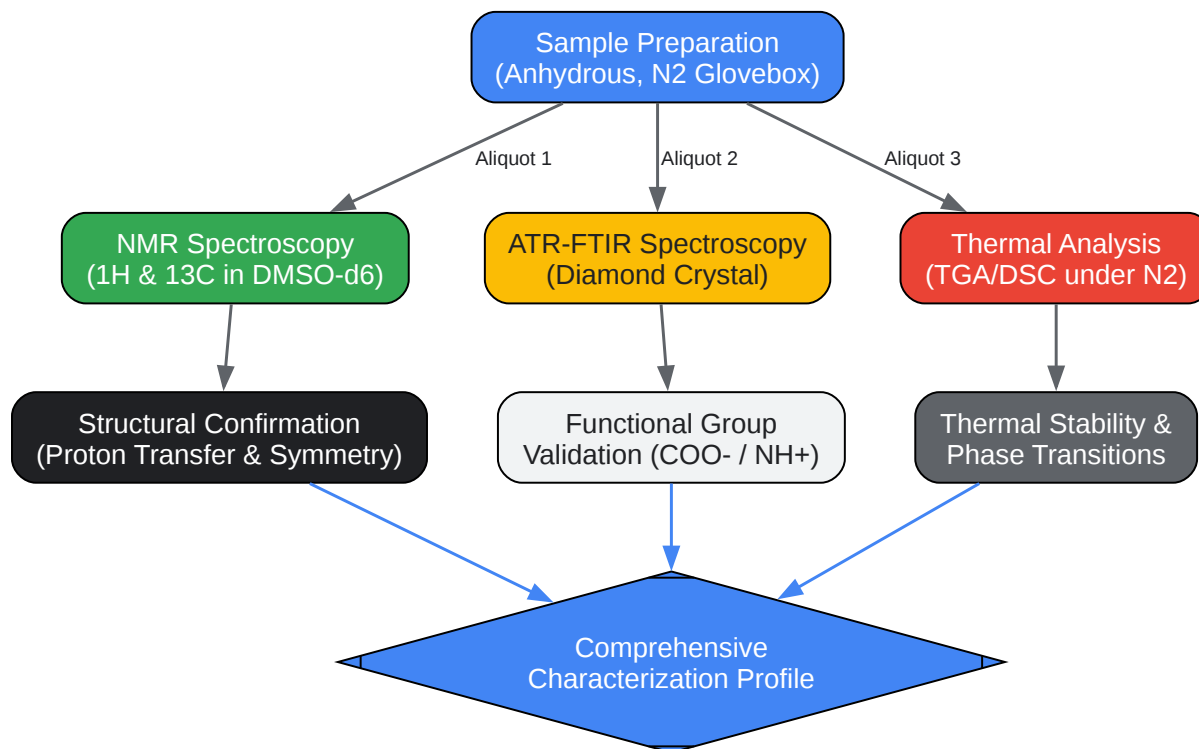 Sample Preparation
(Anhydrous, N2 Glovebox)
Aliquot 1
Aliquot 2
Aliquot 3
NMR Spectroscopy
(1H & 13C in DMSO-d6)
ATR-FTIR Spectroscopy
(Diamond Crystal)
Thermal Analysis
(TGA/DSC under N2)
Structural Confirmation
(Proton Transfer & Symmetry)
Functional Group
Validation (COO- / NH+)
Thermal Stability &
Phase Transitions
Comprehensive
Characterization Profile